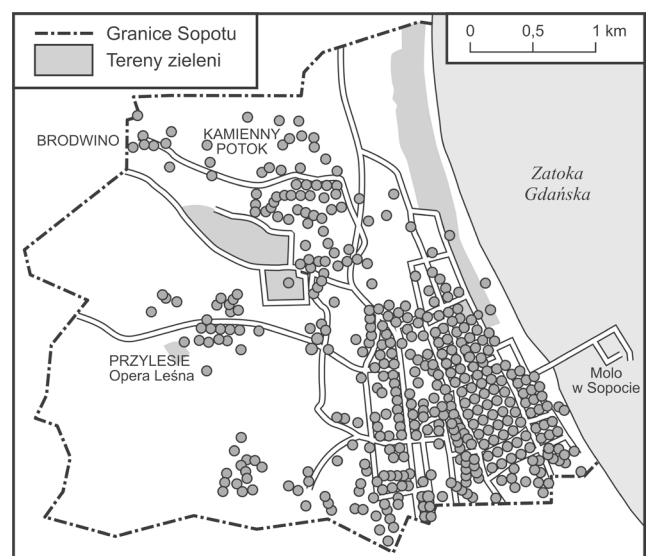 Granice Sopotu
Tereny zieleni
0 0,5 1 km
BRODWINO
KAMIENNY
POTOK
Zatoka
Gdańska
PRZYLESIE
Opera Leśna
Molo
w Sopocie